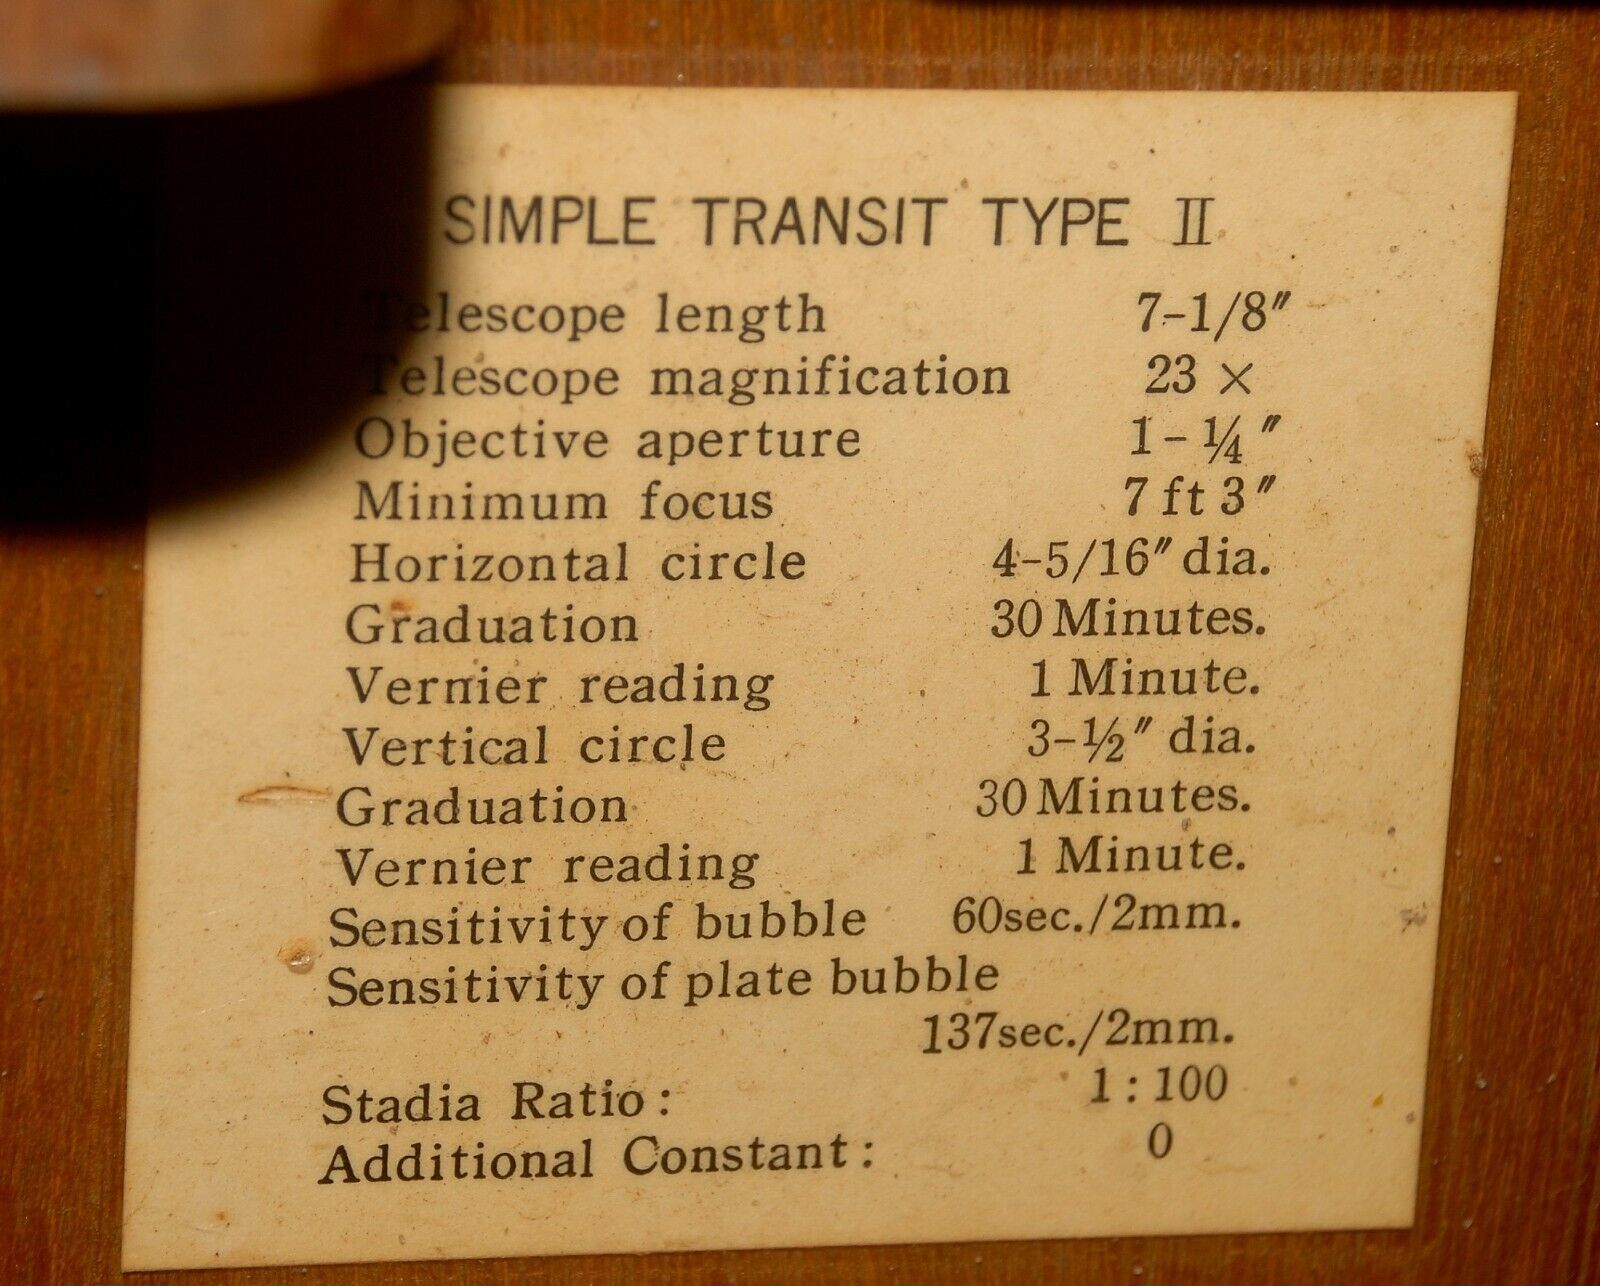 SIMPLE TRANSIT TYPE II
Telescope length 7-1/8"
Telescope magnification 23 ×
Objective aperture 1-¼"
Minimum focus 7 ft 3"
Horizontal circle 4-5/16" dia.
Graduation 30 Minutes.
Vernier reading 1 Minute.
Vertical circle 3-½" dia.
Graduation 30 Minutes.
Vernier reading 1 Minute.
Sensitivity of bubble 60sec./2mm.
Sensitivity of plate bubble
137sec./2mm.
Stadia Ratio: 1 : 100
Additional Constant: 0